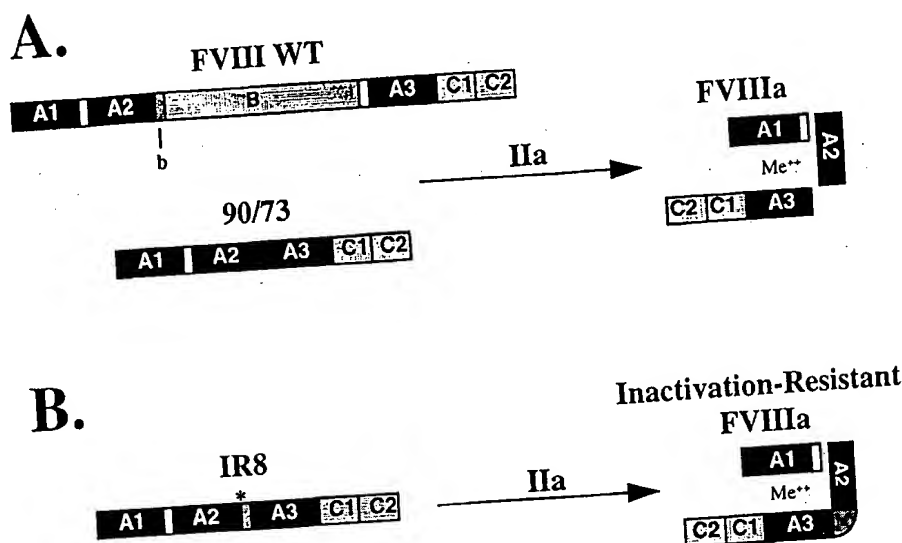 A.
FVIII WT
A1 A2 B A3 C1 C2
b
90/73
A1 A2 A3 C1 C2
IIa
FVIIIa
A1
A2
Me++
C2 C1 A3
B.
IR8
*
A1 A2 A3 C1 C2
IIa
Inactivation-Resistant
FVIIIa
A1
A2
Me++
C2 C1 A3